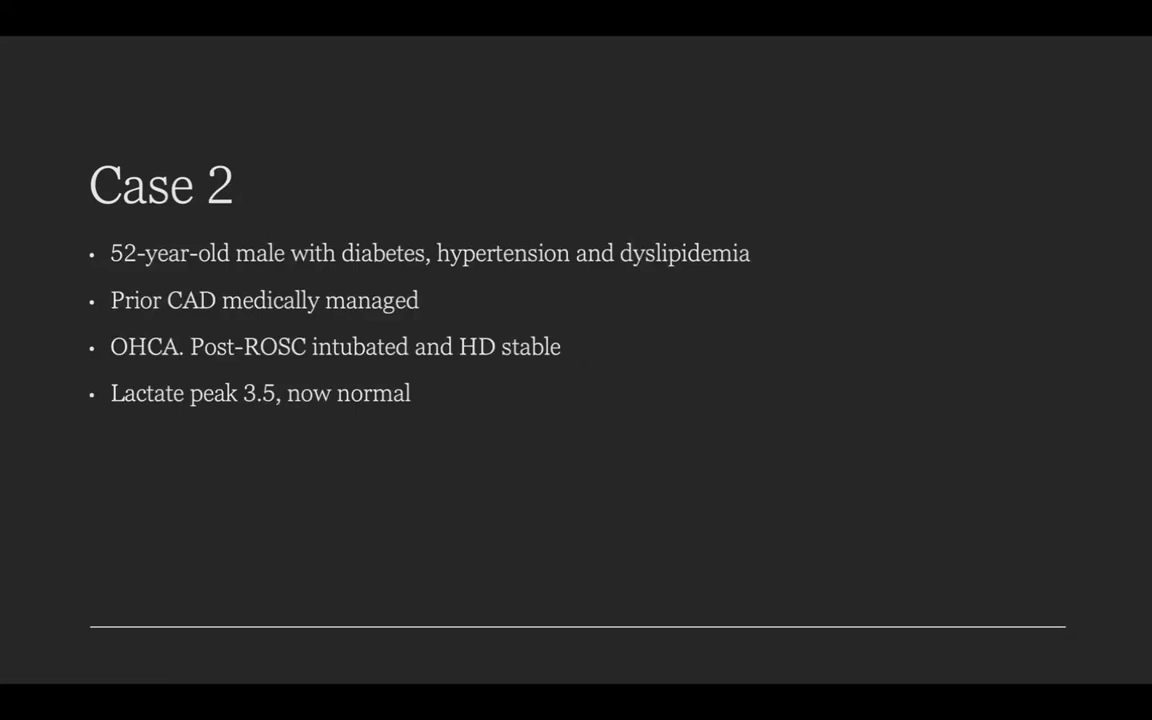 Case 2
• 52-year-old male with diabetes, hypertension and dyslipidemia
• Prior CAD medically managed
• OHCA. Post-ROSC intubated and HD stable
• Lactate peak 3.5, now normal